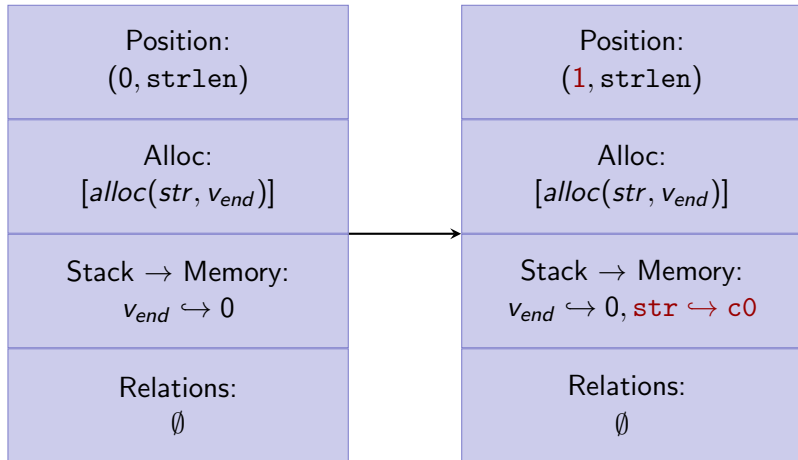 Position:
(0, strlen)
Alloc:
[alloc(str, v_end)]
Stack → Memory:
v_end ↪ 0
Relations:
∅
Position:
(1, strlen)
Alloc:
[alloc(str, v_end)]
Stack → Memory:
v_end ↪ 0, str ↪ c0
Relations:
∅